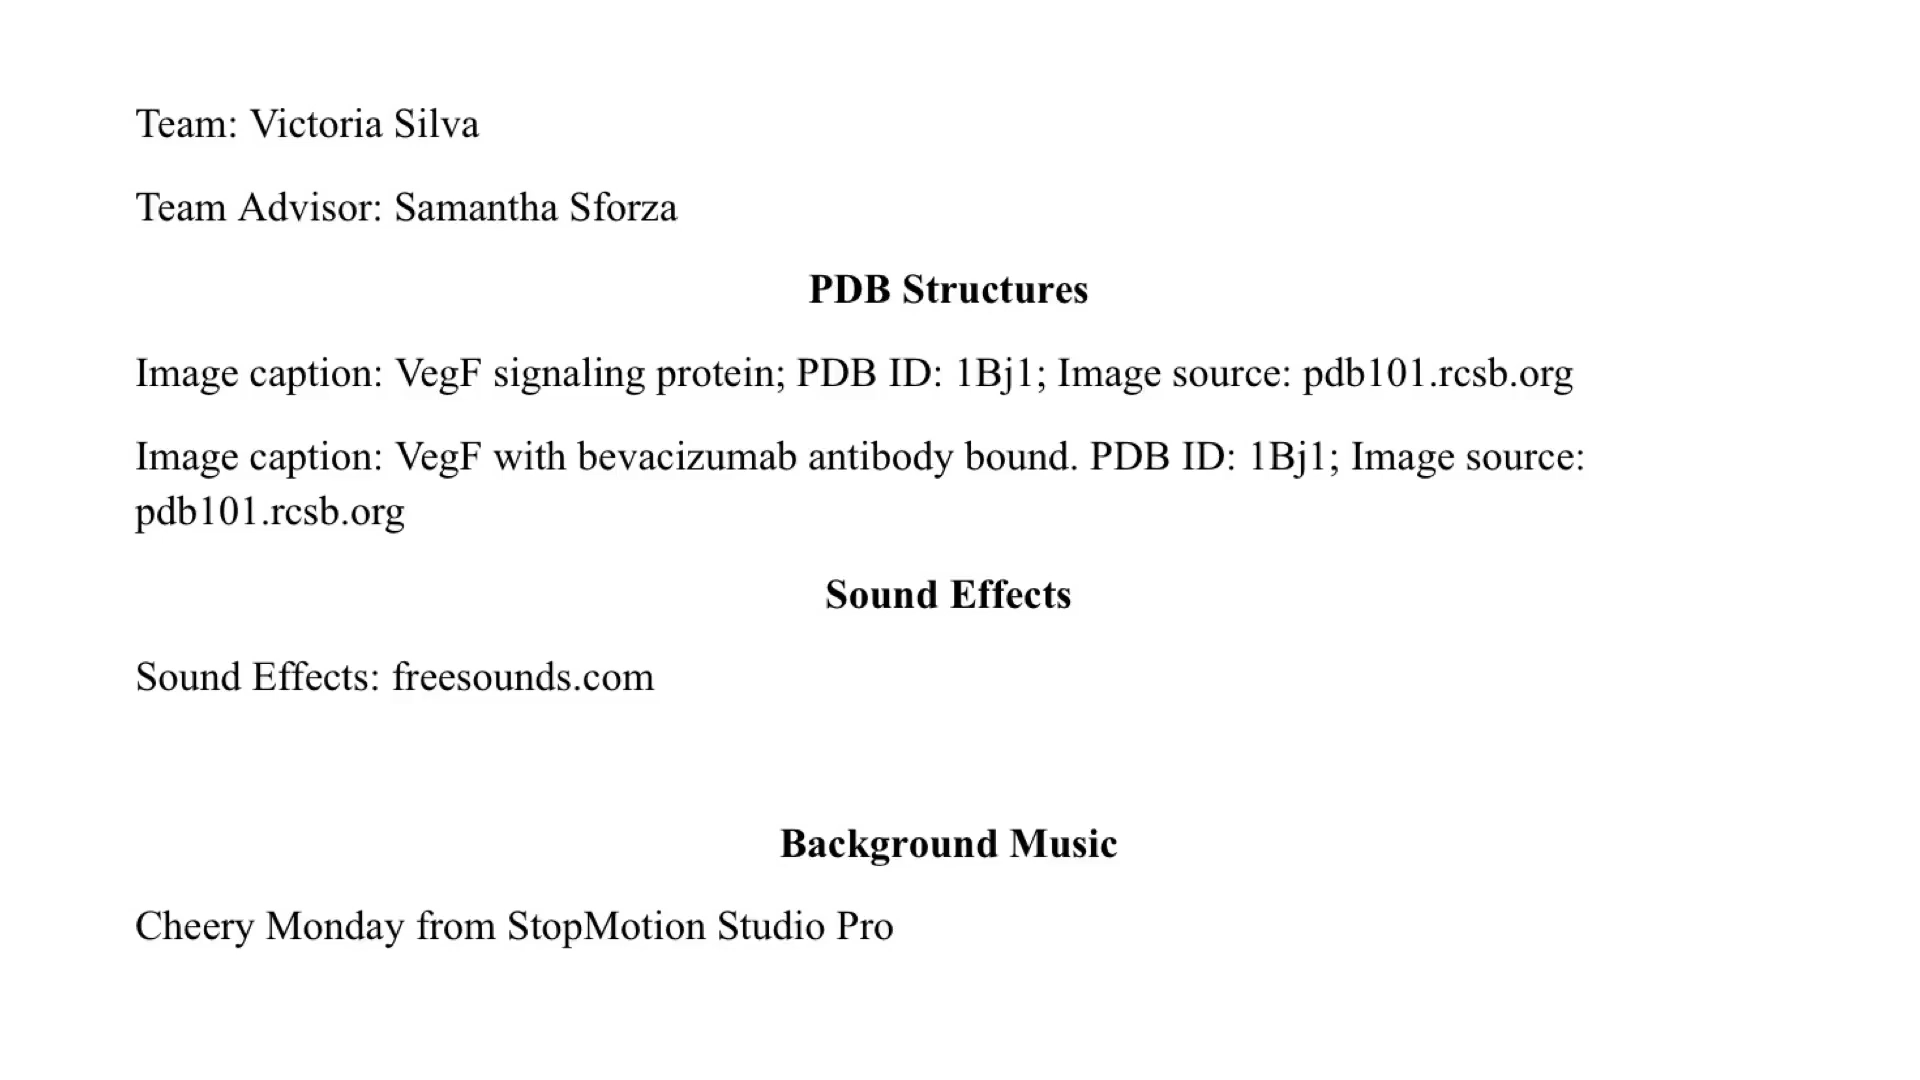 Team: Victoria Silva
Team Advisor: Samantha Sforza
PDB Structures
Image caption: VegF signaling protein; PDB ID: 1Bj1; Image source: pdb101.rcsb.org
Image caption: VegF with bevacizumab antibody bound. PDB ID: 1Bj1; Image source:
pdb101.rcsb.org
Sound Effects
Sound Effects: freesounds.com
Background Music
Cheery Monday from StopMotion Studio Pro